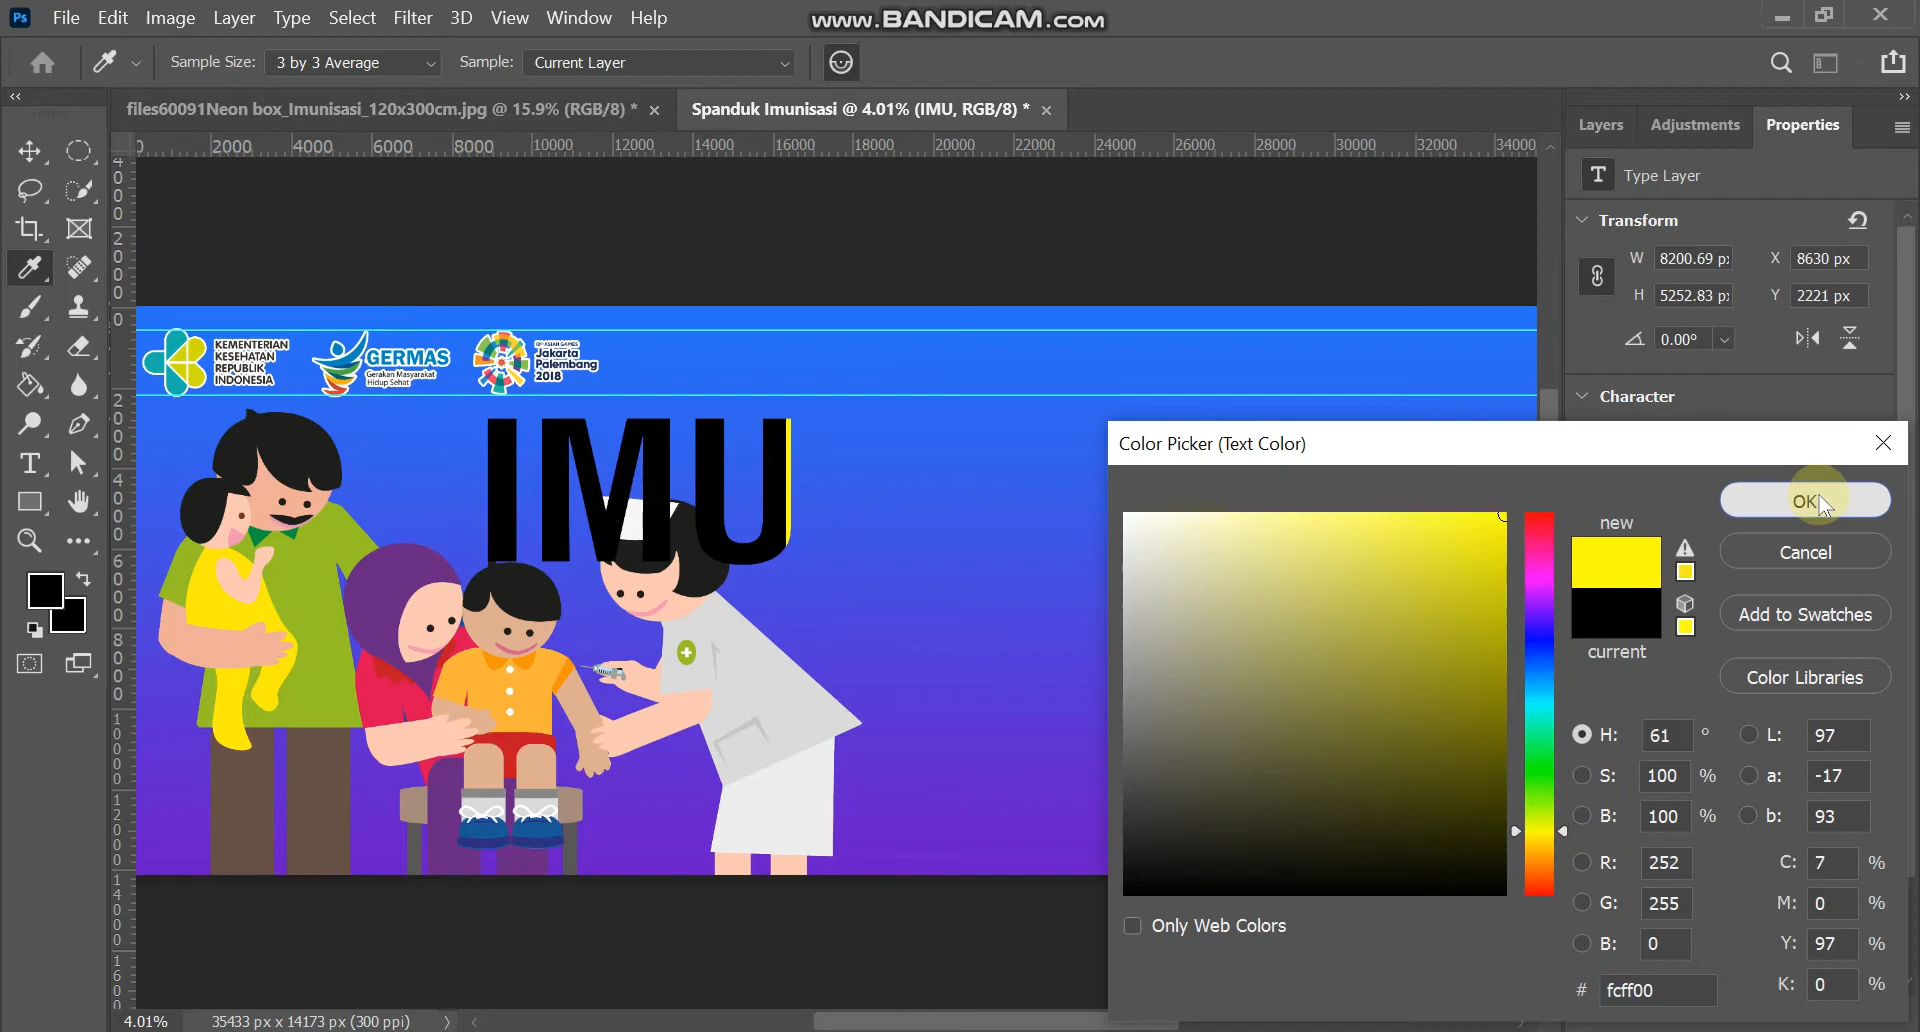 File Edit Image Layer Type Select Filter 3D View Window Help
www.BANDICAM.com
Sample Size: 3 by 3 Average Sample: Current Layer
files60091Neon box_Imunisasi_120x300cm.jpg @ 15.9% (RGB/8) *
Spanduk Imunisasi @ 4.01% (IMU, RGB/8) *
Layers Adjustments Properties
0 2000 4000 6000 8000 10000 12000 14000 16000 18000 20000 22000 24000 26000 28000 30000 32000 34000
Type Layer
Transform
W 8200.69 px X 8630 px
H 5252.83 px Y 2221 px
0.00°
Character
KEMENTERIAN
KESEHATAN
REPUBLIK
INDONESIA
GERMAS
Gerakan Masyarakat
Hidup Sehat
18th ASIAN GAMES
Jakarta
Palembang
2018
IMU
Color Picker (Text Color)
new
current
OK
Cancel
Add to Swatches
Color Libraries
H: 61 ° L: 97
S: 100 % a: -17
B: 100 % b: 93
R: 252 C: 7 %
G: 255 M: 0 %
B: 0 Y: 97 %
# fcff00 K: 0 %
Only Web Colors
4.01% 35433 px x 14173 px (300 ppi)